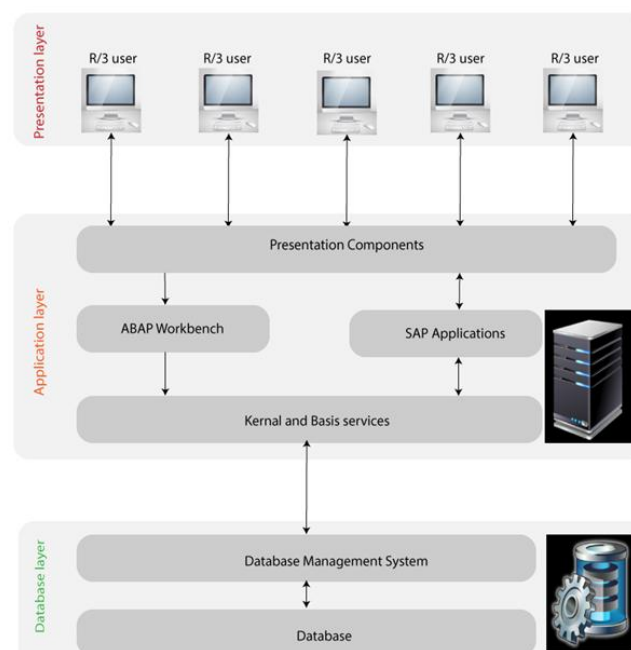 Presentation layer
R/3 user
R/3 user
R/3 user
R/3 user
R/3 user
Application layer
Presentation Components
ABAP Workbench
SAP Applications
Kernal and Basis services
Database layer
Database Management System
Database